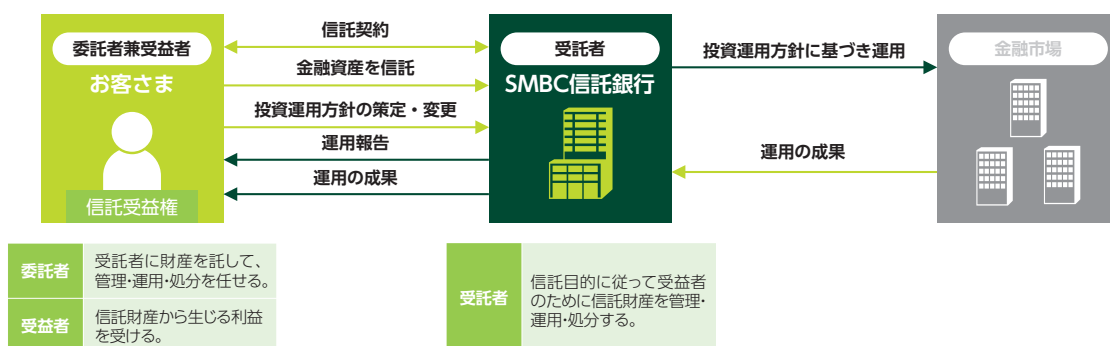 委託者兼受益者
お客さま
信託受益権
信託契約
金融資産を信託
投資運用方針の策定・変更
運用報告
運用の成果
受託者
SMBC信託銀行
投資運用方針に基づき運用
運用の成果
金融市場
委託者
受託者に財産を託して、
管理・運用・処分を任せる。
受益者
信託財産から生じる利益
を受ける。
受託者
信託目的に従って受益者
のために信託財産を管理・
運用・処分する。